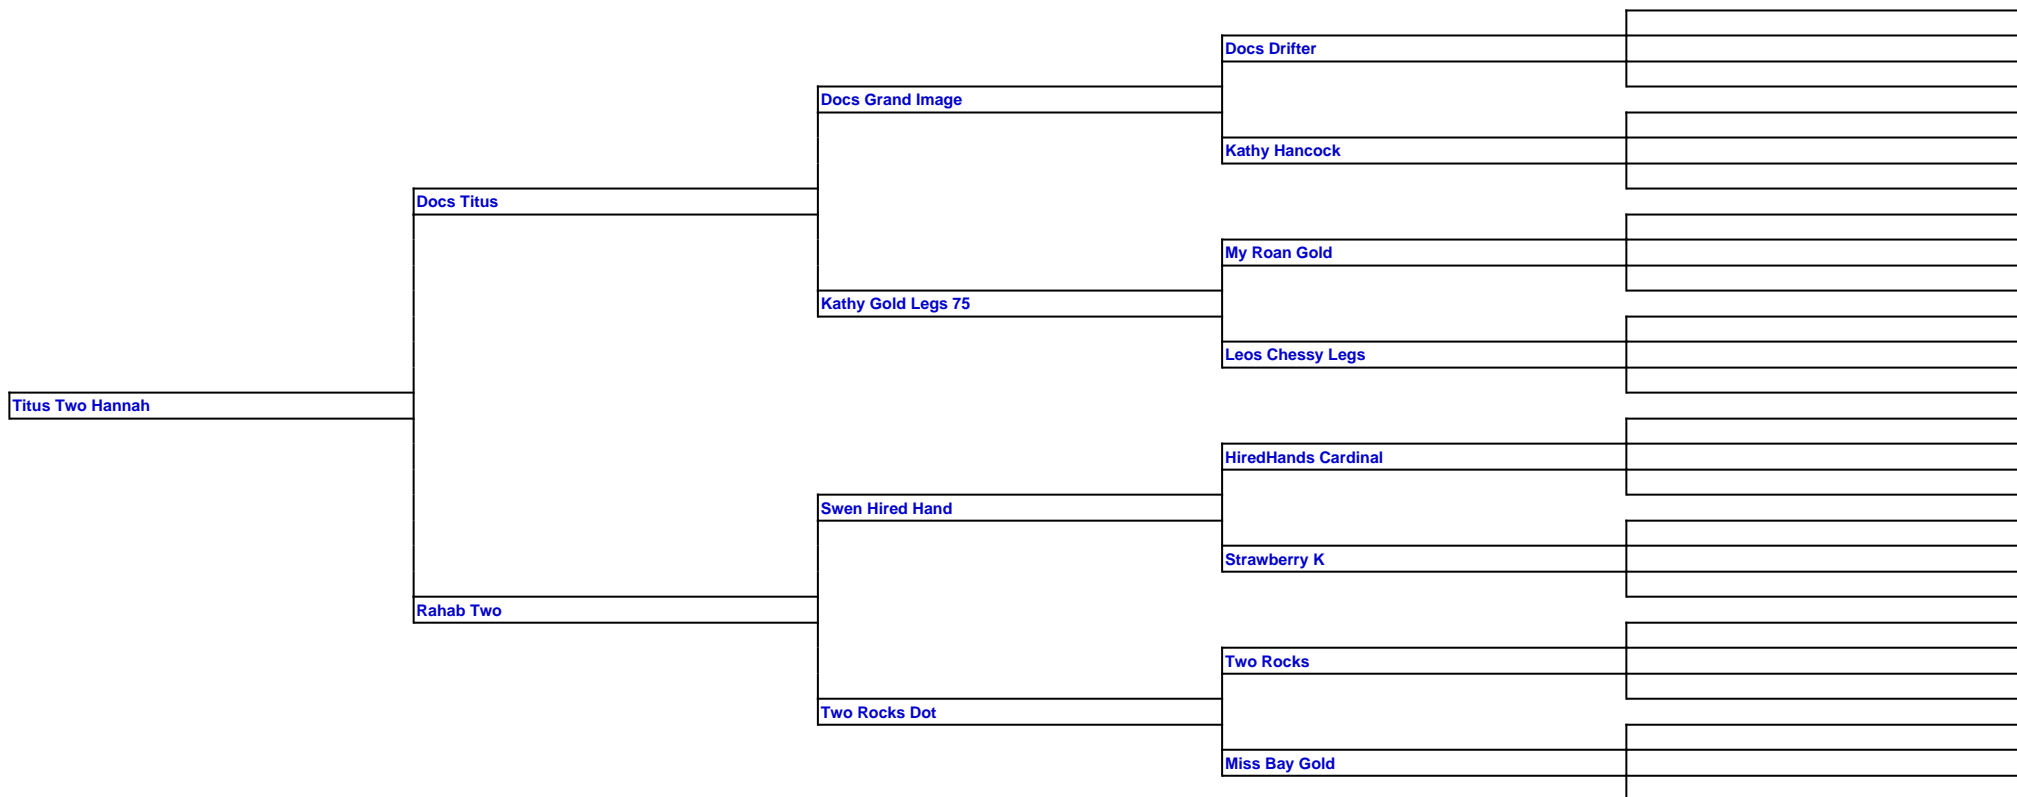 Docs Drifter
Docs Grand Image
Kathy Hancock
Docs Titus
My Roan Gold
Kathy Gold Legs 75
Leos Chessy Legs
Titus Two Hannah
HiredHands Cardinal
Swen Hired Hand
Strawberry K
Rahab Two
Two Rocks
Two Rocks Dot
Miss Bay Gold